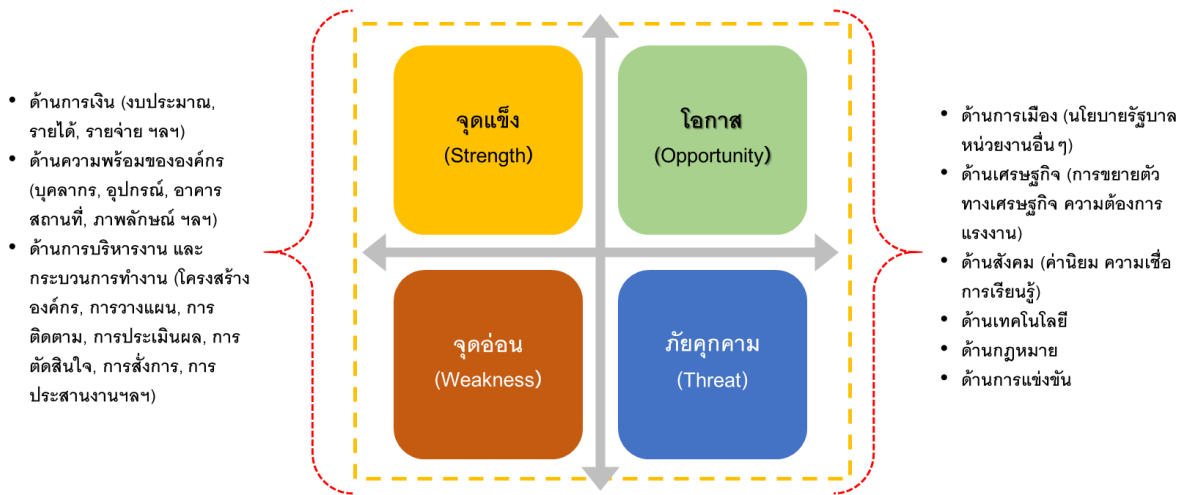 • ด้านการเงิน (งบประมาณ,
รายได้, รายจ่าย ฯลฯ)
• ด้านความพร้อมขององค์กร
(บุคลากร, อุปกรณ์, อาคาร
สถานที่, ภาพลักษณ์ ฯลฯ)
• ด้านการบริหารงาน และ
กระบวนการทำงาน (โครงสร้าง
องค์กร, การวางแผน, การ
ติดตาม, การประเมินผล, การ
ตัดสินใจ, การสั่งการ, การ
ประสานงานฯลฯ)
จุดแข็ง
(Strength)
โอกาส
(Opportunity)
จุดอ่อน
(Weakness)
ภัยคุกคาม
(Threat)
• ด้านการเมือง (นโยบายรัฐบาล
หน่วยงานอื่นๆ)
• ด้านเศรษฐกิจ (การขยายตัว
ทางเศรษฐกิจ ความต้องการ
แรงงาน)
• ด้านสังคม (ค่านิยม ความเชื่อ
การเรียนรู้)
• ด้านเทคโนโลยี
• ด้านกฎหมาย
• ด้านการแข่งขัน